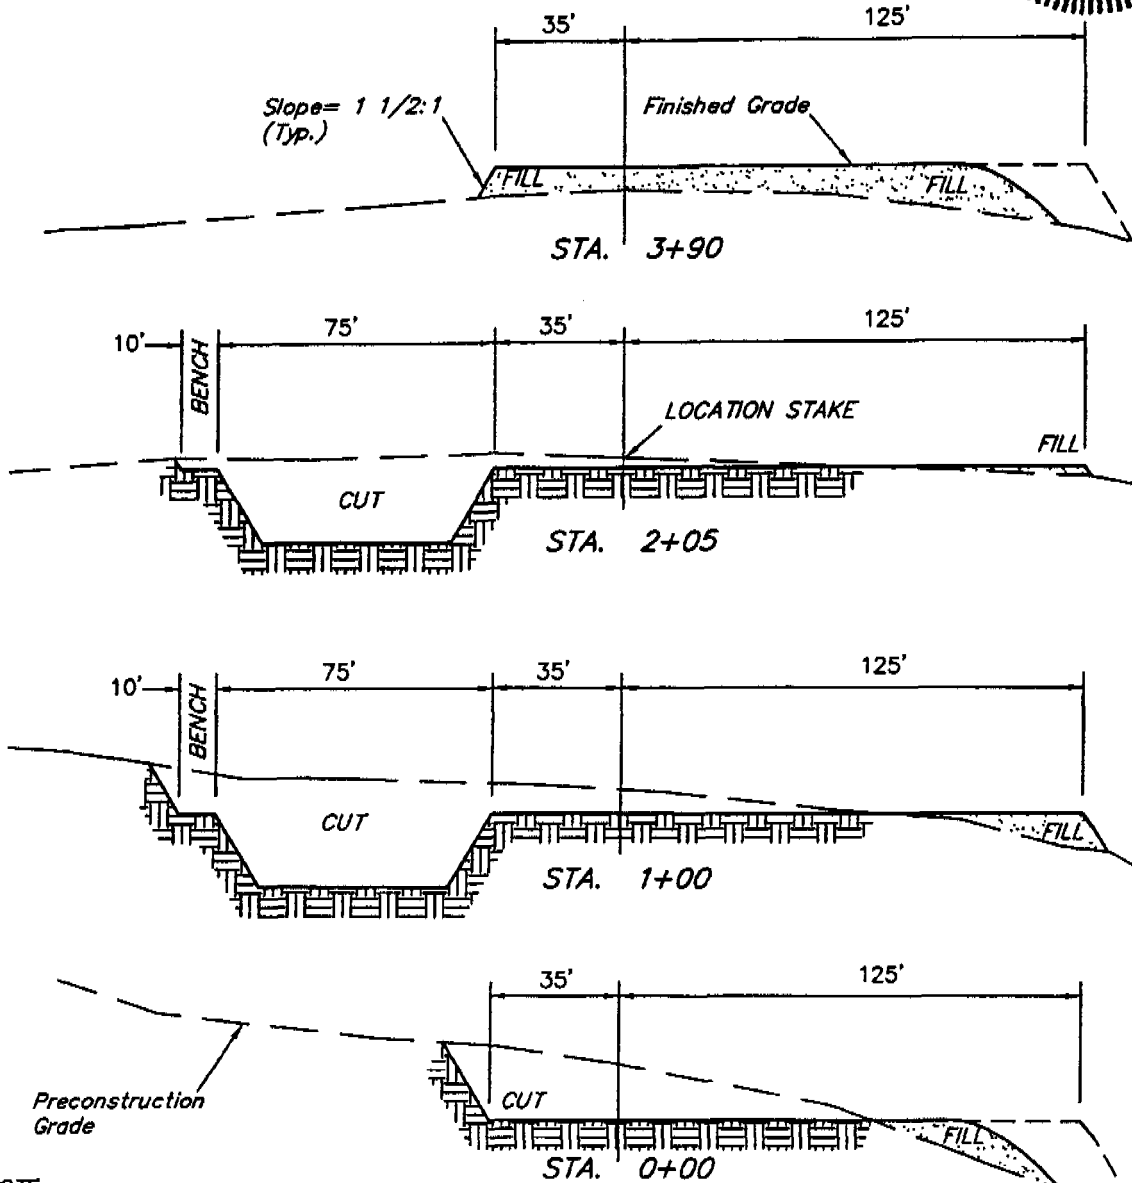 35' 125'
Slope= 1 1/2:1
(Typ.)
Finished Grade
FILL FILL
STA. 3+90
10' BENCH 75' 35' 125'
LOCATION STAKE
FILL
CUT
STA. 2+05
10' BENCH 75' 35' 125'
CUT
FILL
STA. 1+00
35' 125'
Preconstruction
Grade
CUT
FILL
STA. 0+00